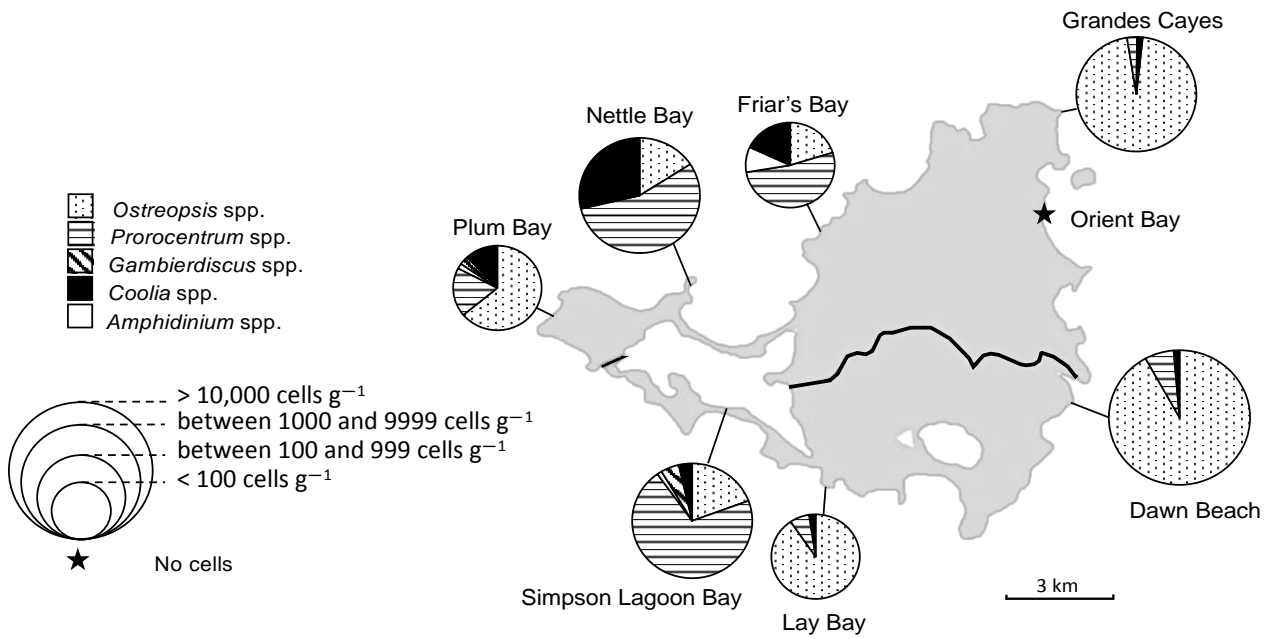 Grandes Cayes
Friar's Bay
Nettle Bay
Orient Bay
Plum Bay
Ostreopsis spp.
Prorocentrum spp.
Gambierdiscus spp.
Coolia spp.
Amphidinium spp.
> 10,000 cells g⁻¹
between 1000 and 9999 cells g⁻¹
between 100 and 999 cells g⁻¹
< 100 cells g⁻¹
No cells
Dawn Beach
Simpson Lagoon Bay
Lay Bay
3 km